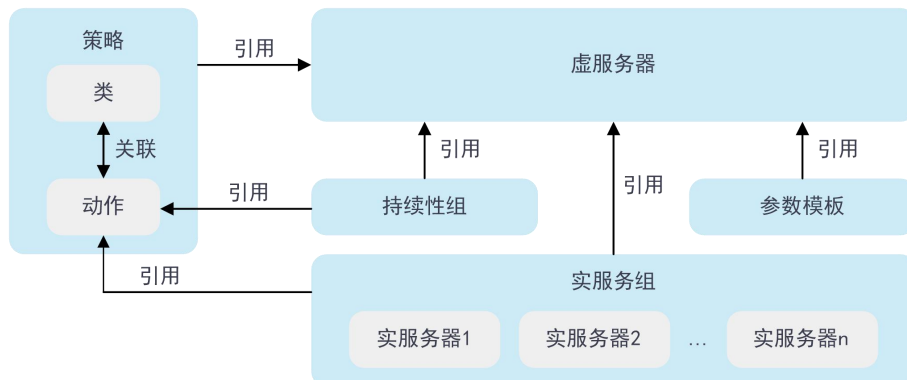 策略
引用
虚服务器
类
关联
引用
引用
动作
引用
引用
持续性组
参数模板
引用
实服务组
实服务器1
实服务器2
...
实服务器n